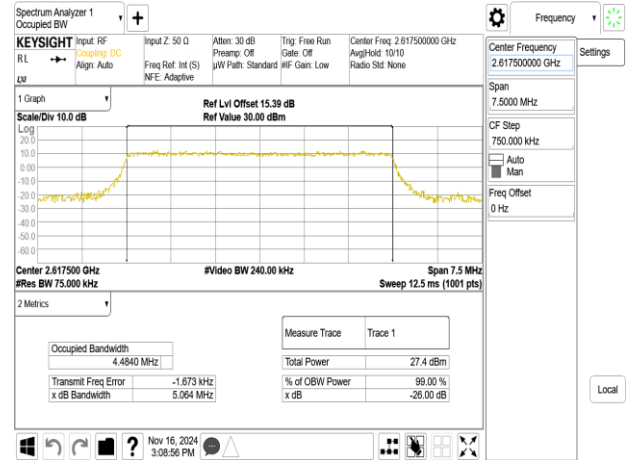 Spectrum Analyzer 1
Occupied BW
Frequency
KEYSIGHT Input: RF Input Z: 50 Ω Atten: 30 dB Trig: Free Run Center Freq: 2.617500000 GHz
RL Coupling: DC Preamp: Off Gate: Off Avg|Hold: 10/10
Align: Auto Freq Ref: Int (S) µW Path: Standard #IF Gain: Low Radio Std: None
LXI NFE: Adaptive
Center Frequency
2.617500000 GHz
Settings
Span
7.5000 MHz
CF Step
750.000 kHz
Auto
Man
Freq Offset
0 Hz
1 Graph
Ref Lvl Offset 15.39 dB
Scale/Div 10.0 dB Ref Value 30.00 dBm
Log
20.0
10.0
0.00
-10.0
-20.0
-30.0
-40.0
-50.0
-60.0
Center 2.617500 GHz #Video BW 240.00 kHz Span 7.5 MHz
#Res BW 75.000 kHz Sweep 12.5 ms (1001 pts)
2 Metrics
Measure Trace Trace 1
Occupied Bandwidth
4.4840 MHz
Total Power 27.4 dBm
Transmit Freq Error -1.673 kHz % of OBW Power 99.00 %
x dB Bandwidth 5.064 MHz x dB -26.00 dB
Local
Nov 16, 2024
3:08:56 PM